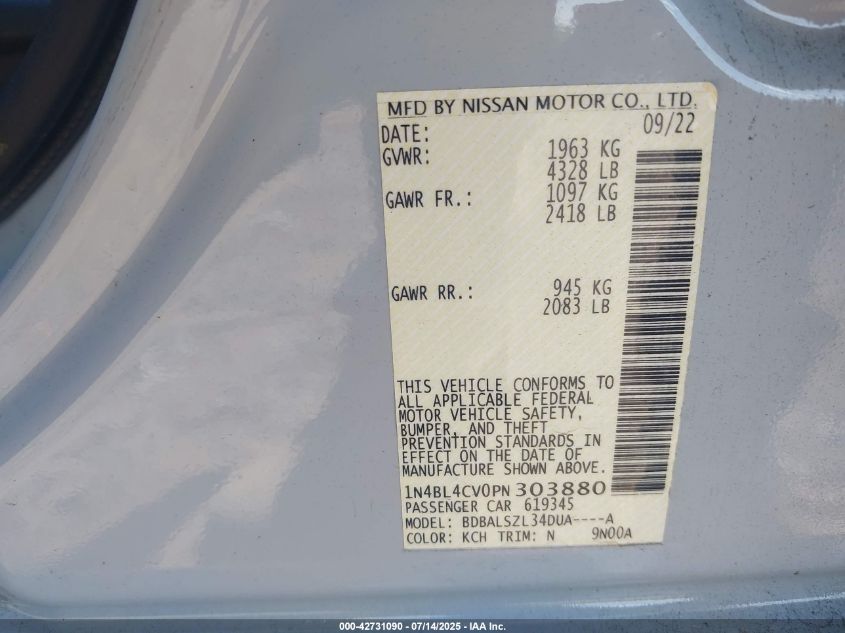 MFD BY NISSAN MOTOR CO., LTD.
DATE: 09/22
GVWR: 1963 KG
4328 LB
GAWR FR.: 1097 KG
2418 LB
GAWR RR.: 945 KG
2083 LB
THIS VEHICLE CONFORMS TO
ALL APPLICABLE FEDERAL
MOTOR VEHICLE SAFETY,
BUMPER, AND THEFT
PREVENTION STANDARDS IN
EFFECT ON THE DATE OF
MANUFACTURE SHOWN ABOVE.
1N4BL4CV0PN303880
PASSENGER CAR 619345
MODEL: BDBALSZL34DUA----A
COLOR: KCH TRIM: N 9N00A
000-42731090 - 07/14/2025 - IAA Inc.